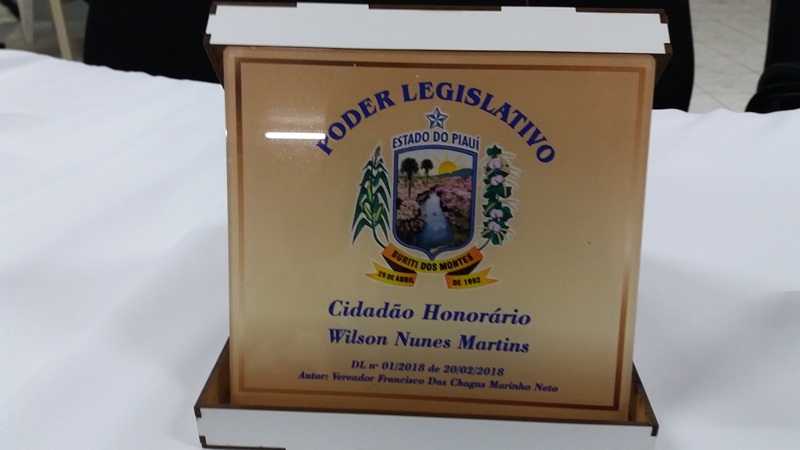 PODER LEGISLATIVO
ESTADO DO PIAUÍ
BURITI DOS MONTES
29 DE ABRIL DE 1992
Cidadão Honorário
Wilson Nunes Martins
DL nº 01/2018 de 20/02/2018
Autor: Vereador Francisco Das Chagas Marinho Neto